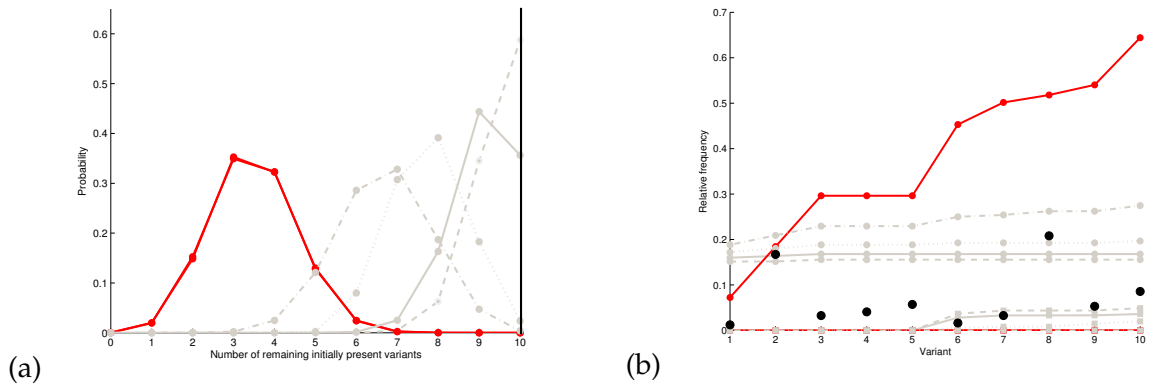 0.6
0.5
0.4
0.3
0.2
0.1
0
Probability
0 1 2 3 4 5 6 7 8 9 10
Number of remaining initially present variants
(a)
0.7
0.6
0.5
0.4
0.3
0.2
0.1
0
Relative frequency
1 2 3 4 5 6 7 8 9 10
Variant
(b)